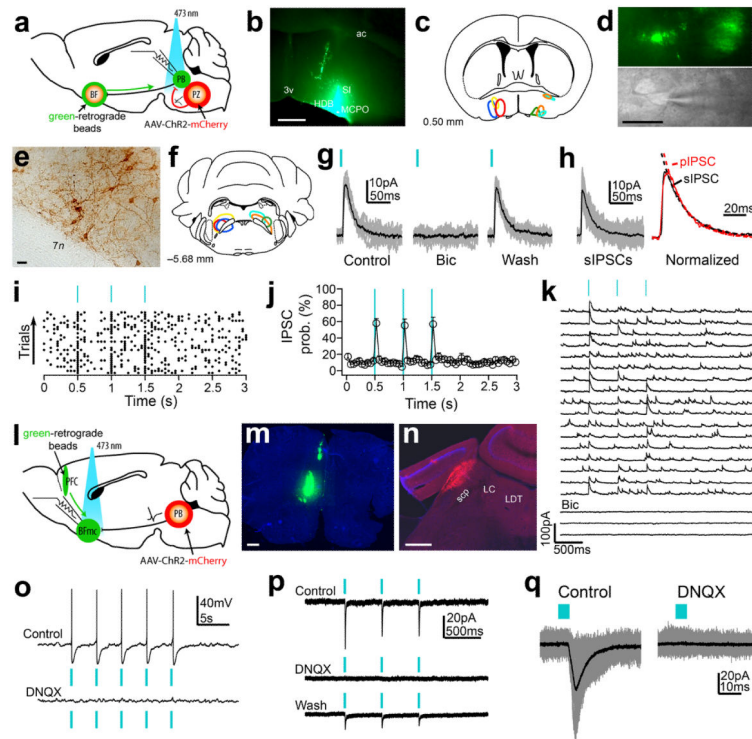 a
473 nm
PB
BF
PZ
green-retrograde
beads
AAV-ChR2-mCherry
b
ac
3v
SI
HDB
MCPO
c
0.50 mm
d
e
7n
f
–5.68 mm
g
10pA
50ms
Control
Bic
Wash
h
10pA
50ms
sIPSCs
pIPSC
sIPSC
20ms
Normalized
i
Trials
0 0.5 1 1.5 2 2.5 3
Time (s)
j
IPSC
prob. (%)
100
80
60
40
20
0
0 0.5 1 1.5 2 2.5 3
Time (s)
k
Bic
100pA
500ms
l
green-retrograde
beads
473 nm
PFC
BFmc
PB
AAV-ChR2-mCherry
m
n
scp
LC
LDT
o
40mV
5s
Control
DNQX
p
Control
20pA
500ms
DNQX
Wash
q
Control
DNQX
20pA
10ms